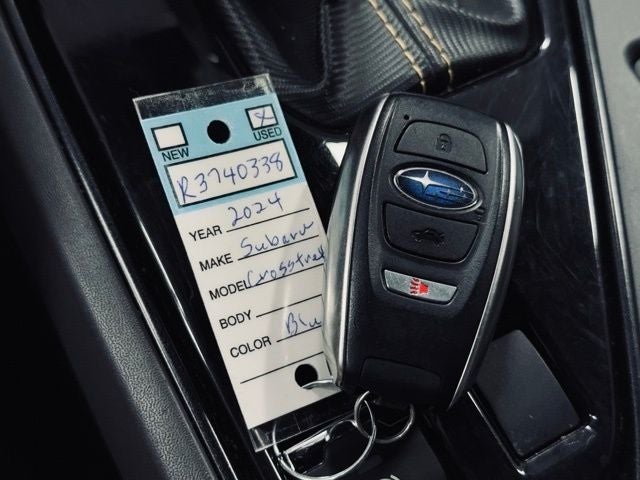 NEW
X
USED
R3740338
YEAR 2024
MAKE Subaru
MODEL Crosstrek
BODY
COLOR Blu